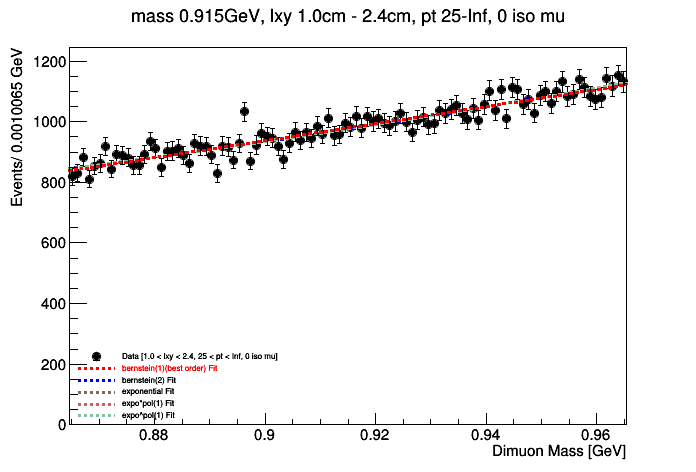 mass 0.915GeV, lxy 1.0cm - 2.4cm, pt 25-Inf, 0 iso mu
Events/ 0.0010065 GeV
1200
1000
800
600
400
200
0
Data [1.0 < lxy < 2.4, 25 < pt < Inf, 0 iso mu]
bernstein(1)(best order) Fit
bernstein(2) Fit
exponential Fit
expo*pol(1) Fit
expo^pol(1) Fit
0.88 0.9 0.92 0.94 0.96
Dimuon Mass [GeV]